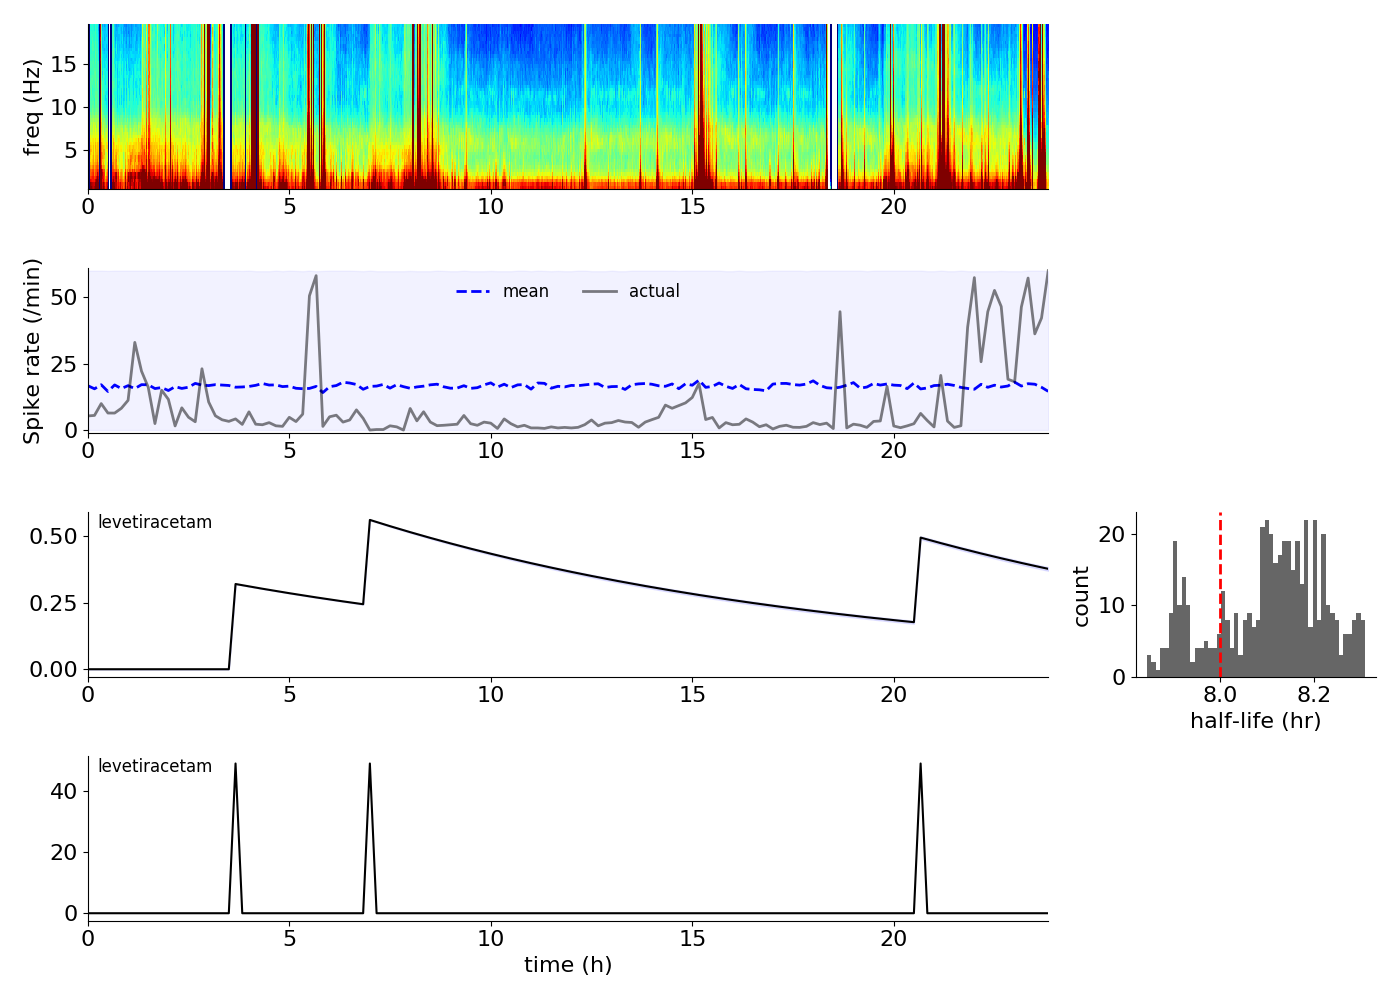 freq (Hz)
15
10
5
0 5 10 15 20
Spike rate (/min)
50
25
0
mean actual
0 5 10 15 20
levetiracetam
0.50
0.25
0.00
0 5 10 15 20
count
20
10
0
8.0 8.2
half-life (hr)
levetiracetam
40
20
0
0 5 10 15 20
time (h)